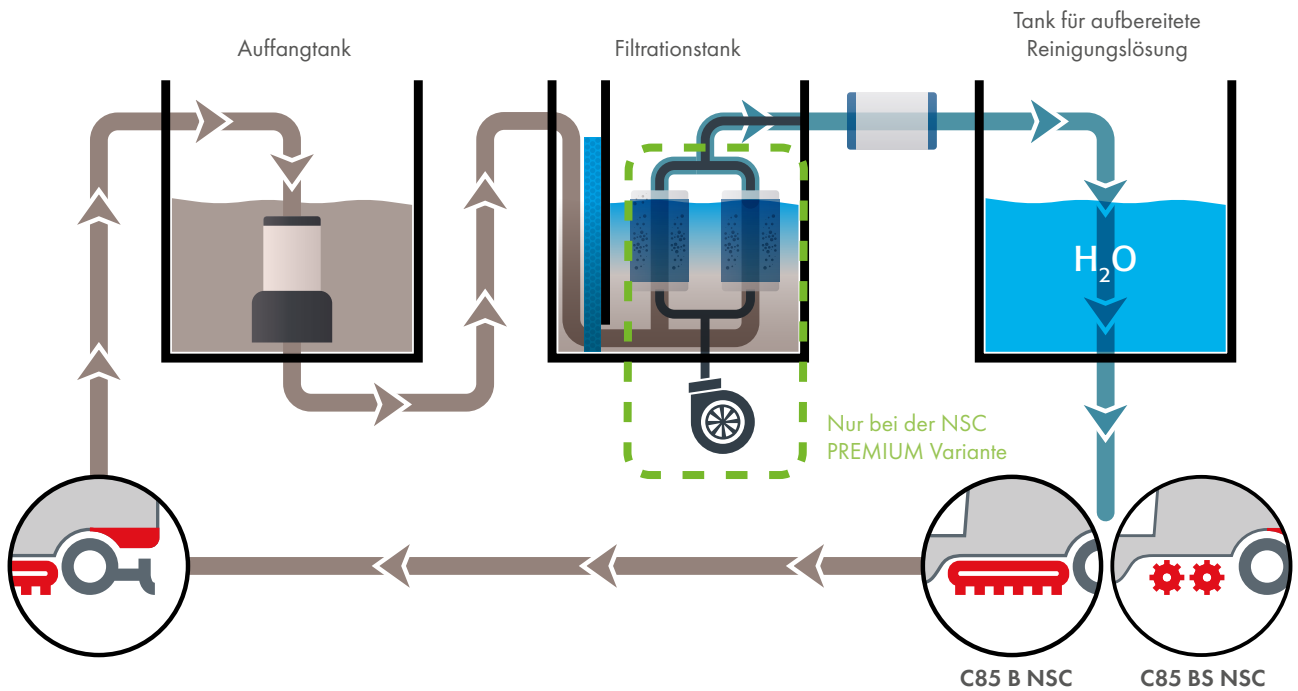 Auffangtank
Filtrationstank
Tank für aufbereitete
Reinigungslösung
H₂O
Nur bei der NSC
PREMIUM Variante
C85 B NSC
C85 BS NSC